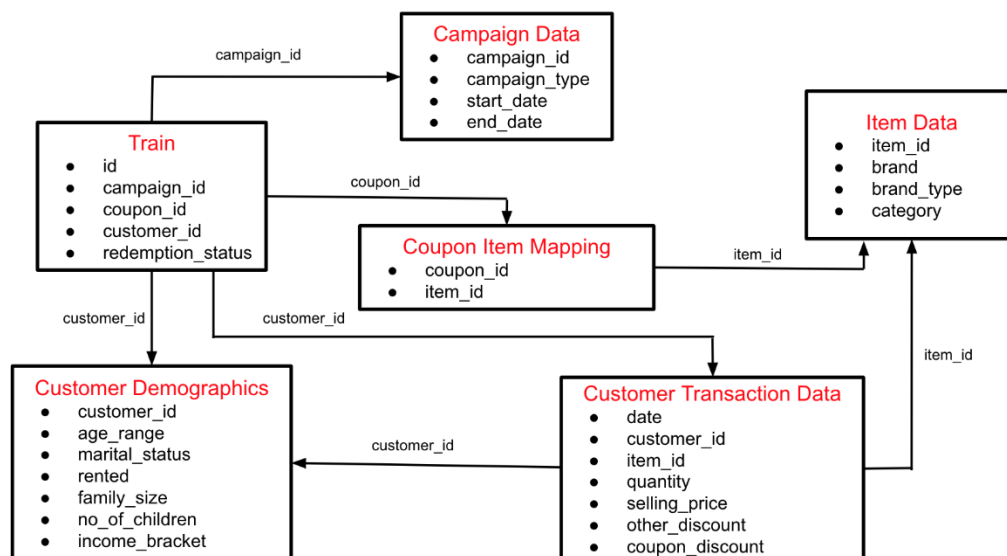 Campaign Data
● campaign_id
● campaign_type
● start_date
● end_date
campaign_id
Train
● id
● campaign_id
● coupon_id
● customer_id
● redemption_status
coupon_id
Item Data
● item_id
● brand
● brand_type
● category
Coupon Item Mapping
● coupon_id
● item_id
item_id
customer_id
customer_id
item_id
Customer Demographics
● customer_id
● age_range
● marital_status
● rented
● family_size
● no_of_children
● income_bracket
customer_id
Customer Transaction Data
● date
● customer_id
● item_id
● quantity
● selling_price
● other_discount
● coupon_discount